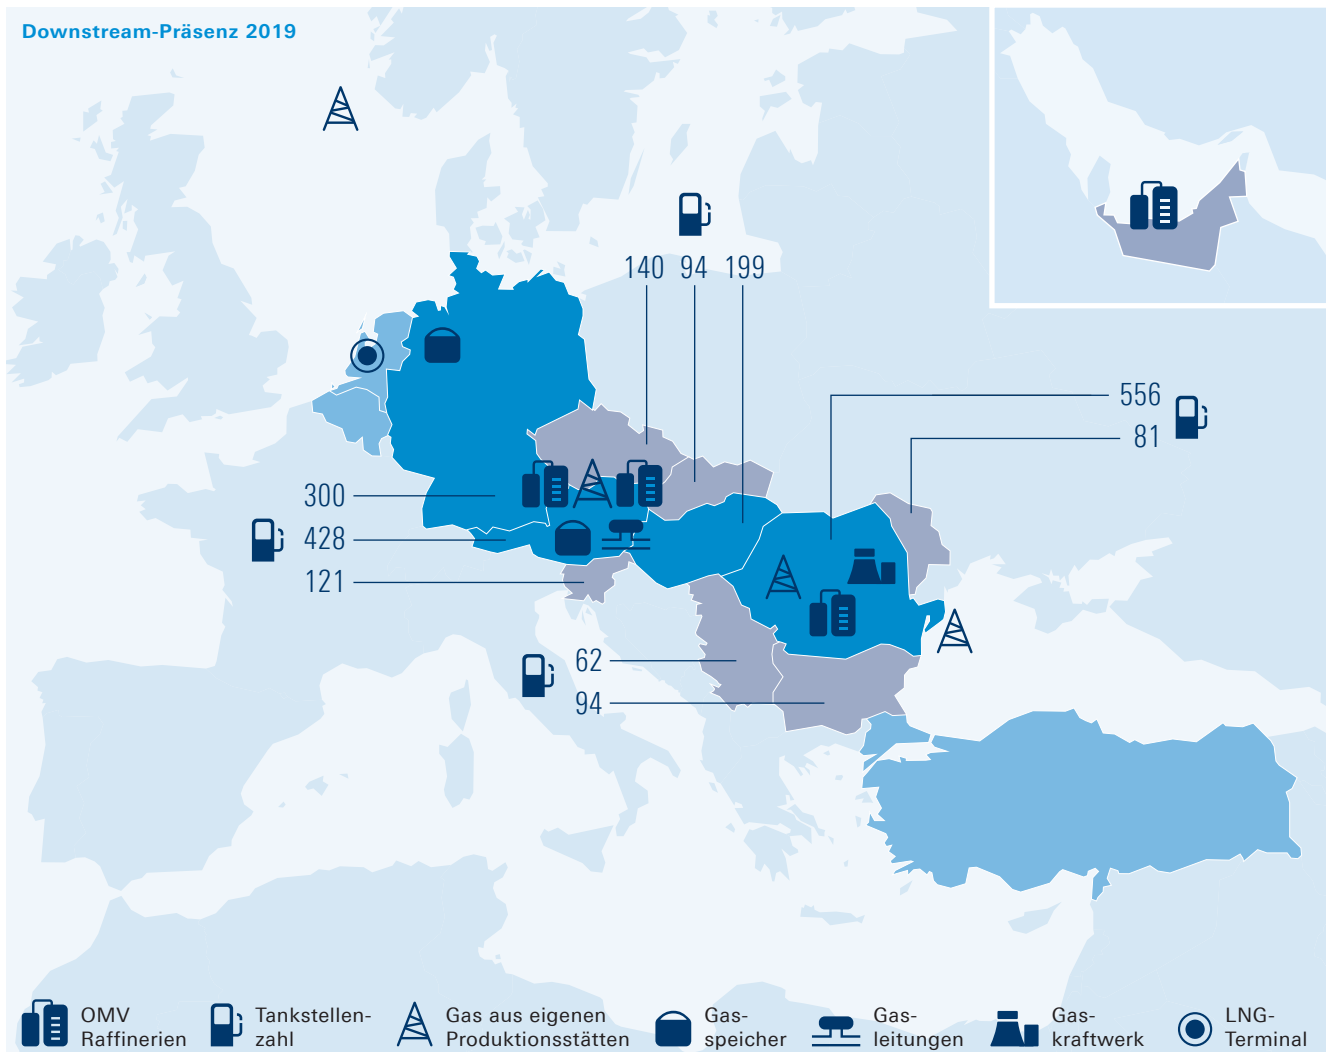 Downstream-Präsenz 2019
140 94 199
556
81
300
428
121
62
94
OMV
Raffinerien
Tankstellen-
zahl
Gas aus eigenen
Produktionsstätten
Gas-
speicher
Gas-
leitungen
Gas-
kraftwerk
LNG-
Terminal